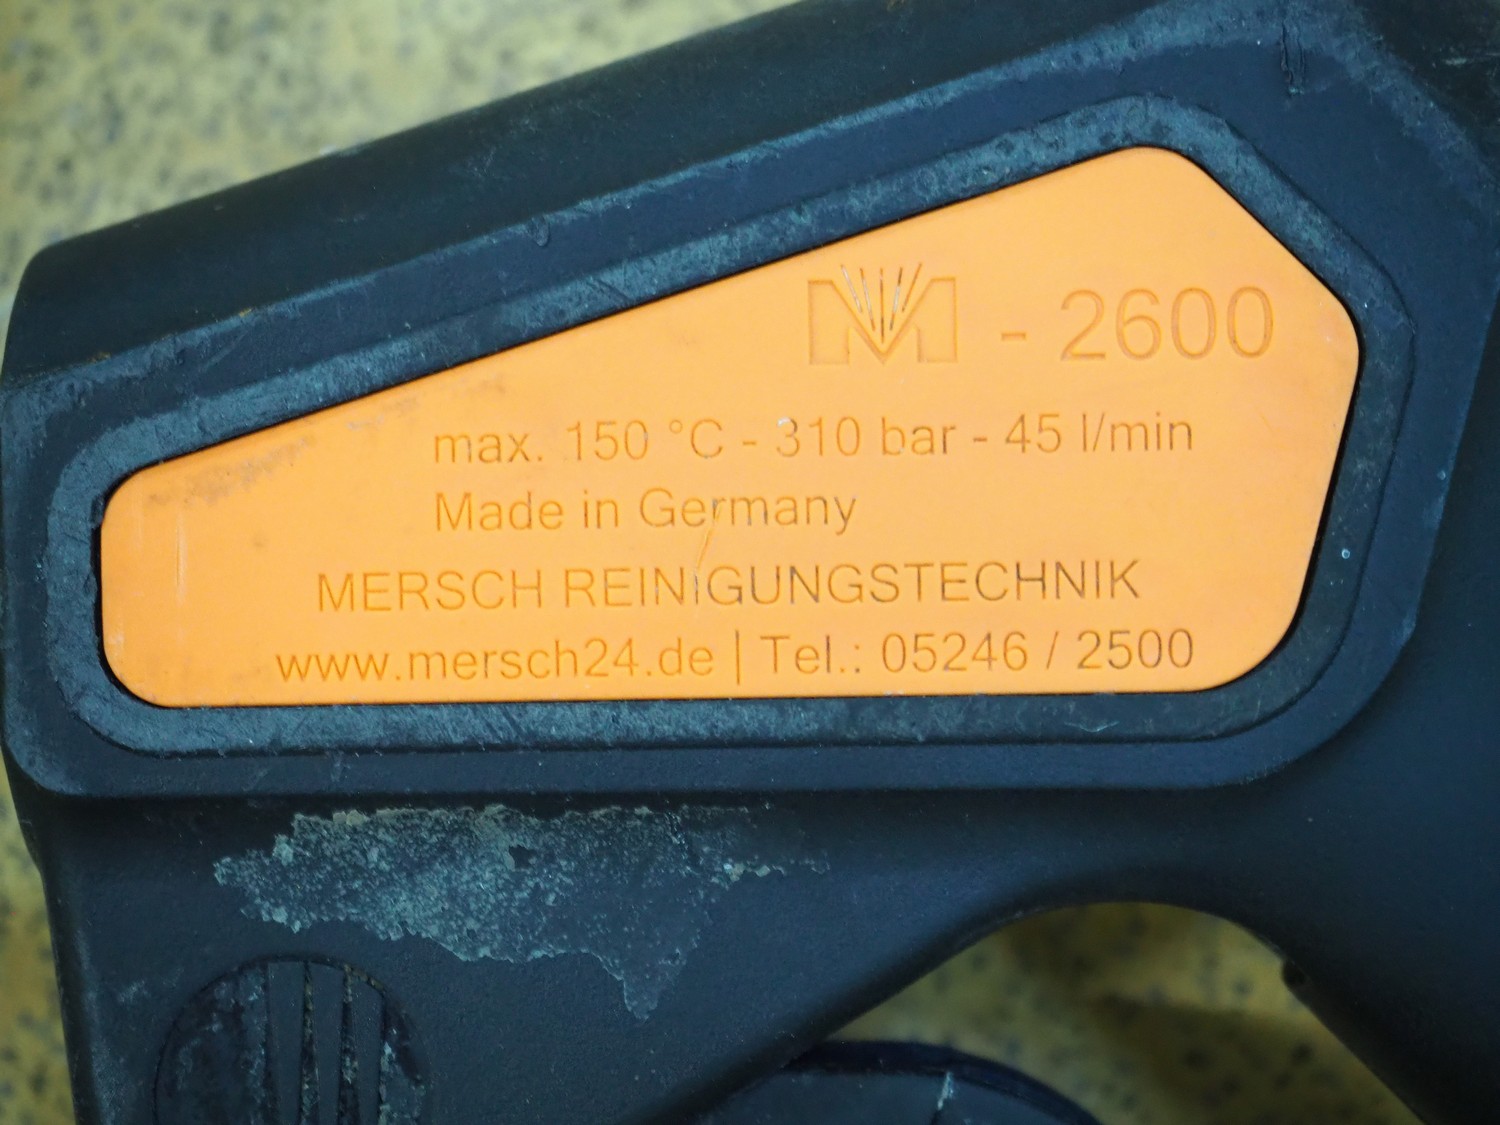 M - 2600
max. 150 °C - 310 bar - 45 l/min
Made in Germany
MERSCH REINIGUNGSTECHNIK
www.mersch24.de | Tel.: 05246 / 2500